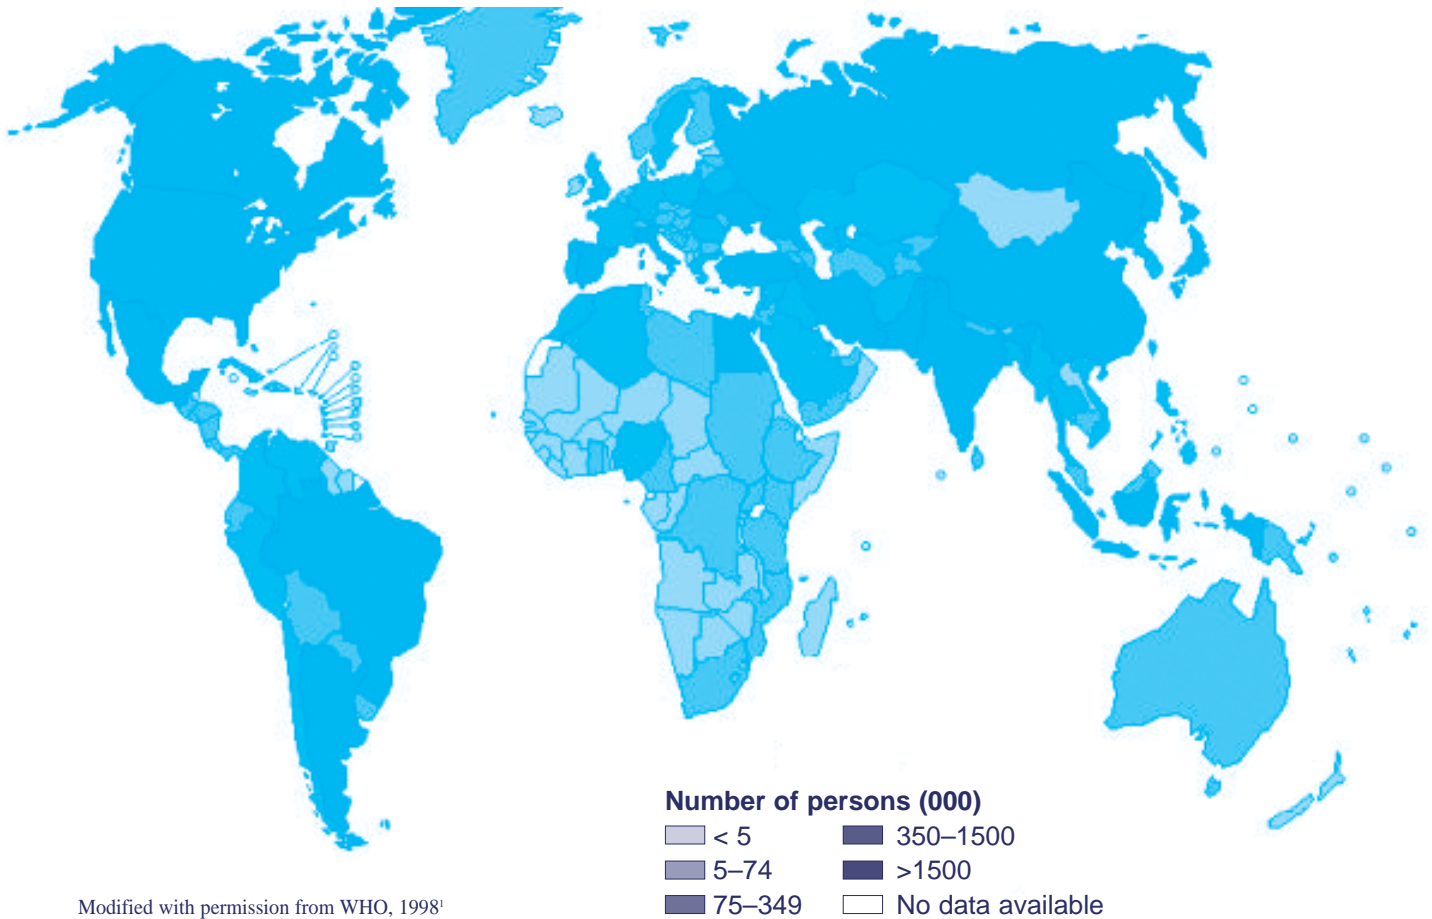 Number of persons (000)
< 5
350–1500
5–74
>1500
75–349
No data available
Modified with permission from WHO, 1998¹